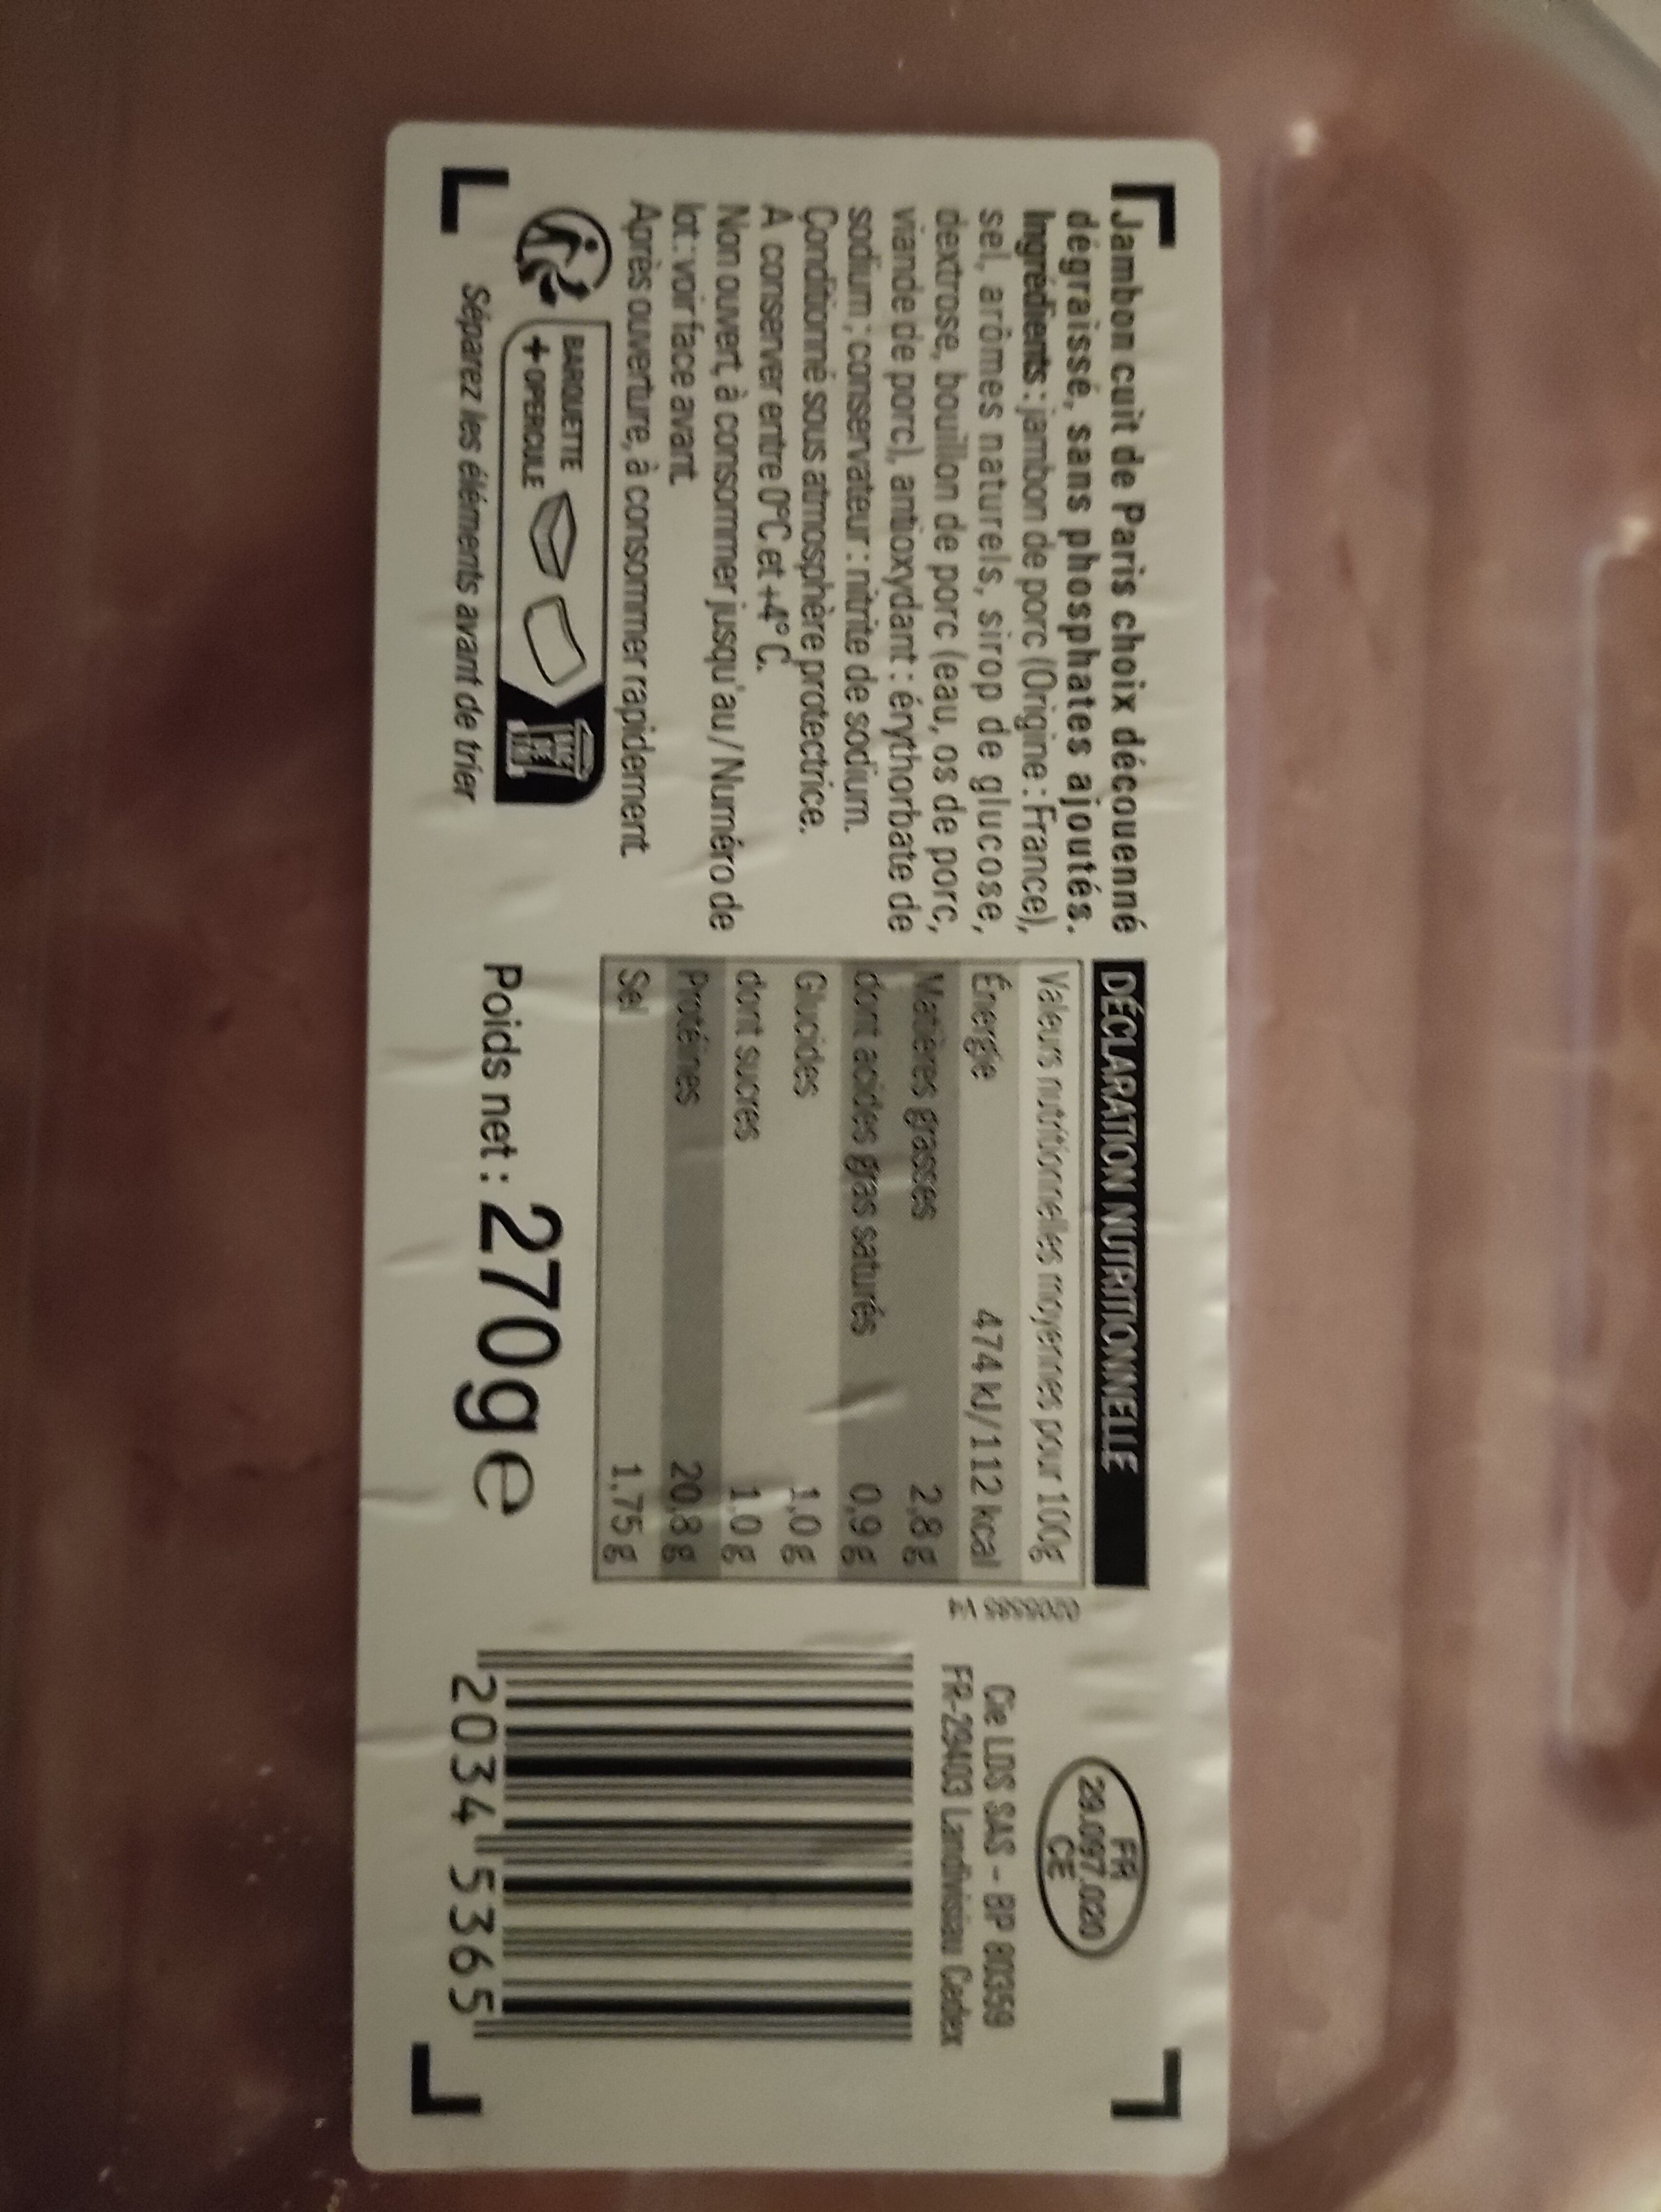 Jambon cuit de Paris choix découenné
dégraissé, sans phosphates ajoutés.
Ingrédients : jambon de porc (Origine : France),
sel, arômes naturels, sirop de glucose,
dextrose, bouillon de porc (eau, os de porc,
viande de porc), antioxydant : érythorbate de
sodium ; conservateur : nitrite de sodium.
Conditionné sous atmosphère protectrice.
A conserver entre 0°C et +4° C.
Non ouvert, à consommer jusqu'au / Numéro de
lot : voir face avant.
Après ouverture, à consommer rapidement.
BARQUETTE
+ OPERCULE
BAC DE TRI
Séparez les éléments avant de trier
DÉCLARATION NUTRITIONNELLE
Valeurs nutritionnelles moyennes pour 100g
Énergie 474 kJ/112 kcal
Matières grasses 2,8 g
dont acides gras saturés 0,9 g
Glucides 1,0 g
dont sucres 1,0 g
Protéines 20,8 g
Sel 1,75 g
Poids net : 270g e
FR
29.097.020
CE
Cie LDS SAS - BP 80359
FR-29403 Landivisiau Cedex
2034 5365